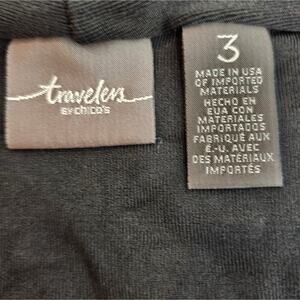 travelers
BY CHICO'S
3
MADE IN USA
OF IMPORTED
MATERIALS
HECHO EN
EUA CON
MATERIALES
IMPORTADOS
FABRIQUÉ AUX
É.-U. AVEC
DES MATÉRIAUX
IMPORTÉS